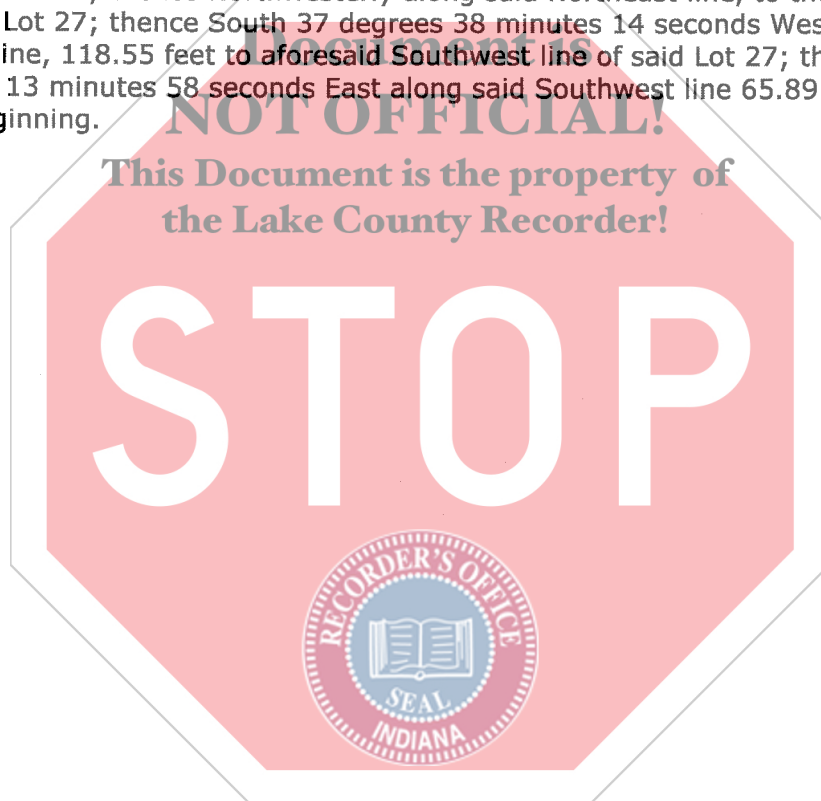 Lot 27; thence South 37 degrees 38 minutes 14 seconds Wes
ine, 118.55 feet to aforesaid Southwest line of said Lot 27; th
Document is
13 minutes 58 seconds East along said Southwest line 65.89
ginning.
NOT OFFICIAL!
This Document is the property of
the Lake County Recorder!
STOP
RECORDER'S OFFICE
SEAL
INDIANA